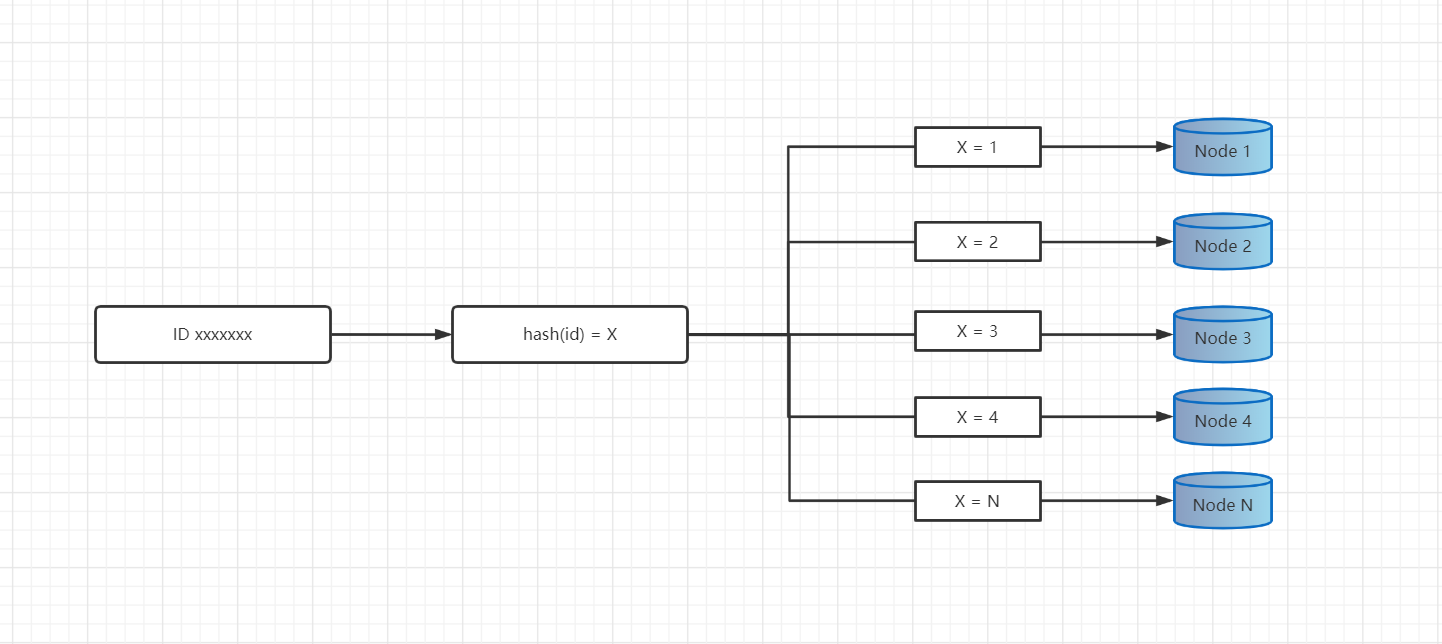 ID xxxxxxx
hash(id) = X
X = 1
Node 1
X = 2
Node 2
X = 3
Node 3
X = 4
Node 4
X = N
Node N